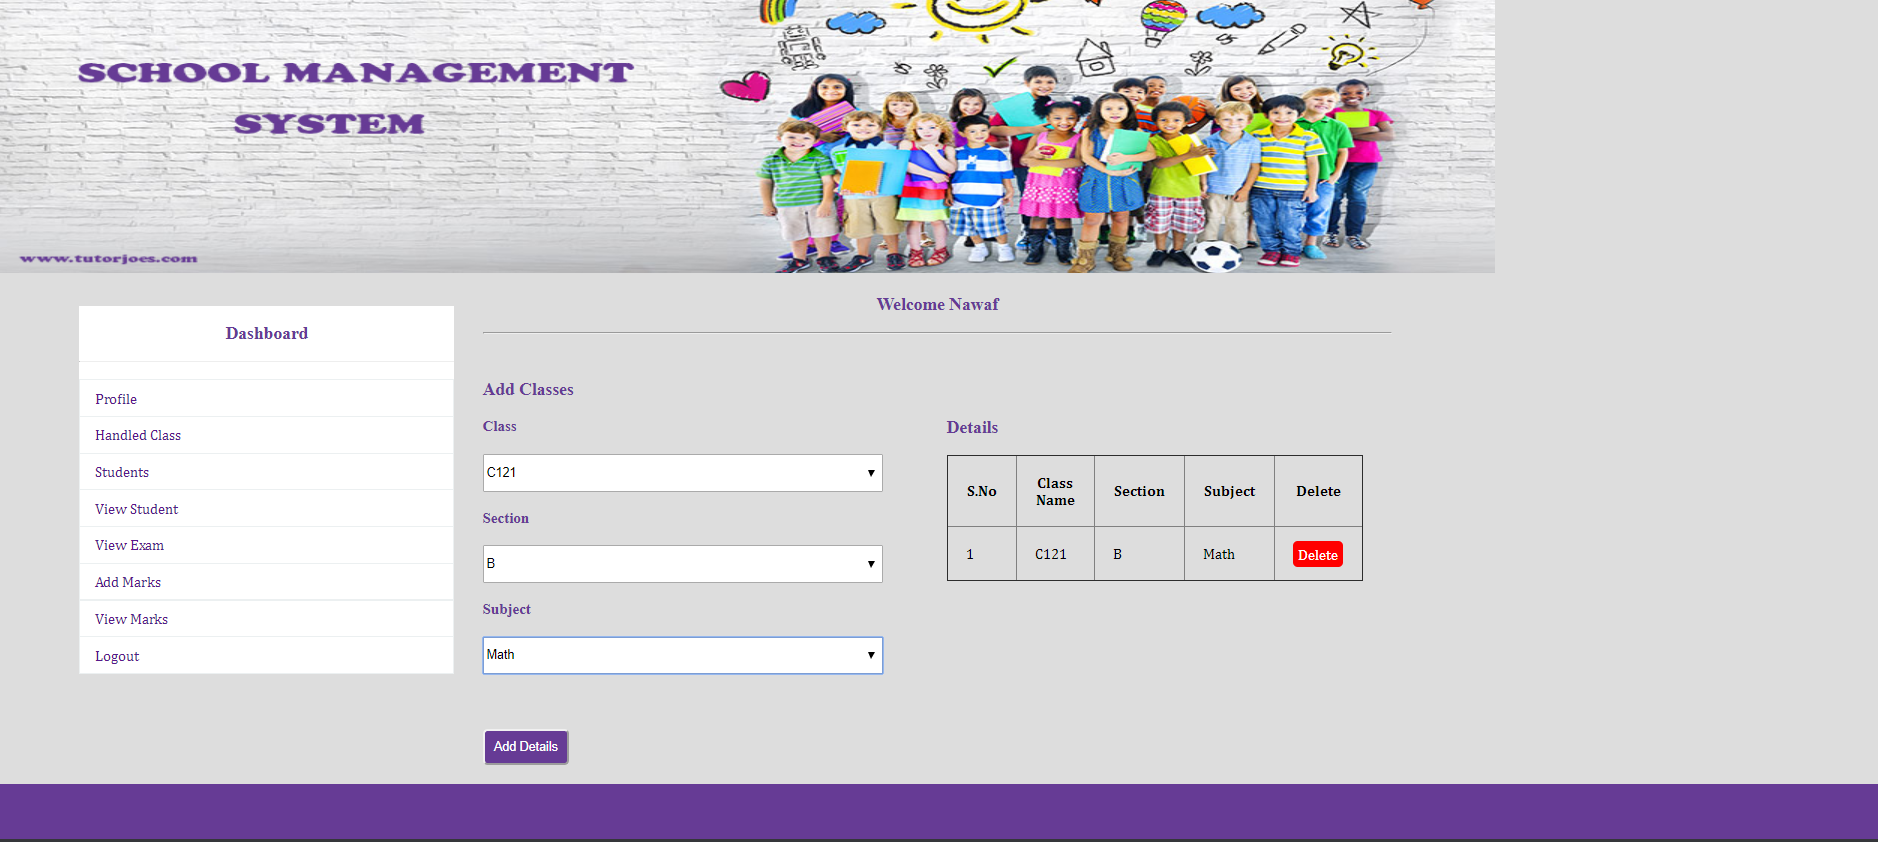 SCHOOL MANAGEMENT
SYSTEM
www.tutorjoes.com
Welcome Nawaf
Dashboard
Profile
Handled Class
Students
View Student
View Exam
Add Marks
View Marks
Logout
Add Classes
Class
C121
Section
B
Subject
Math
Add Details
Details
S.No Class Name Section Subject Delete
1 C121 B Math Delete